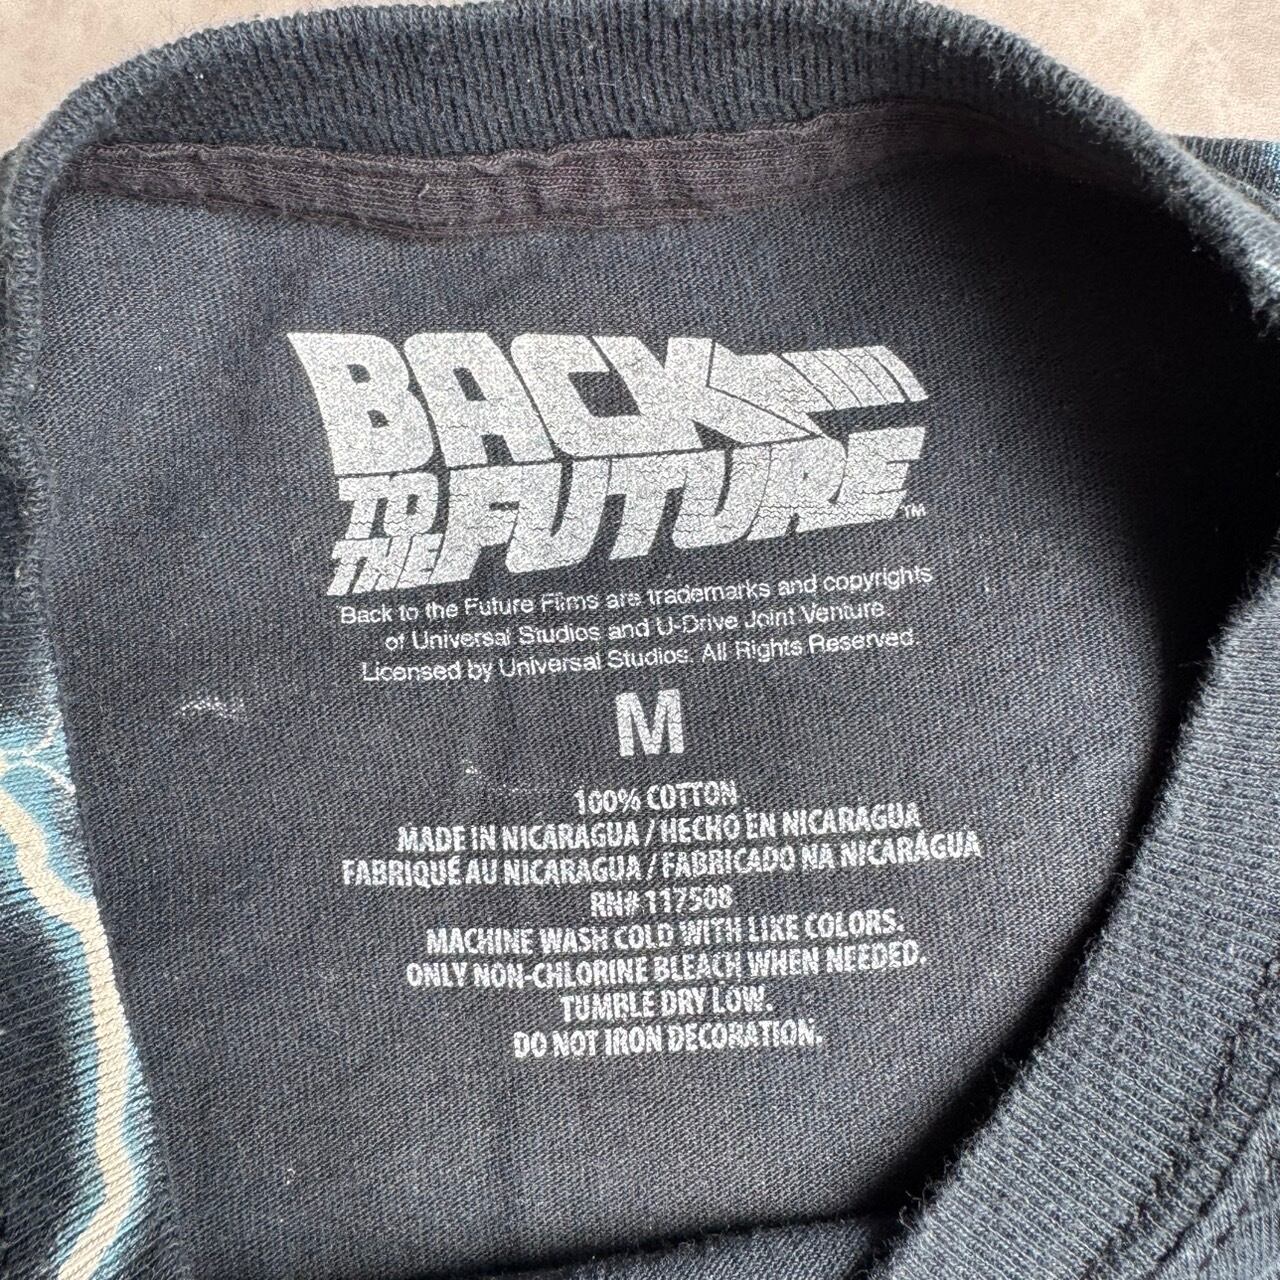 BACK
TO THE FUTURE™
Back to the Future Films are trademarks and copyrights
of Universal Studios and U-Drive Joint Venture.
Licensed by Universal Studios. All Rights Reserved.
M
100% COTTON
MADE IN NICARAGUA / HECHO EN NICARAGUA
FABRIQUÉ AU NICARAGUA / FABRICADO NA NICARÁGUA
RN# 117508
MACHINE WASH COLD WITH LIKE COLORS.
ONLY NON-CHLORINE BLEACH WHEN NEEDED.
TUMBLE DRY LOW.
DO NOT IRON DECORATION.